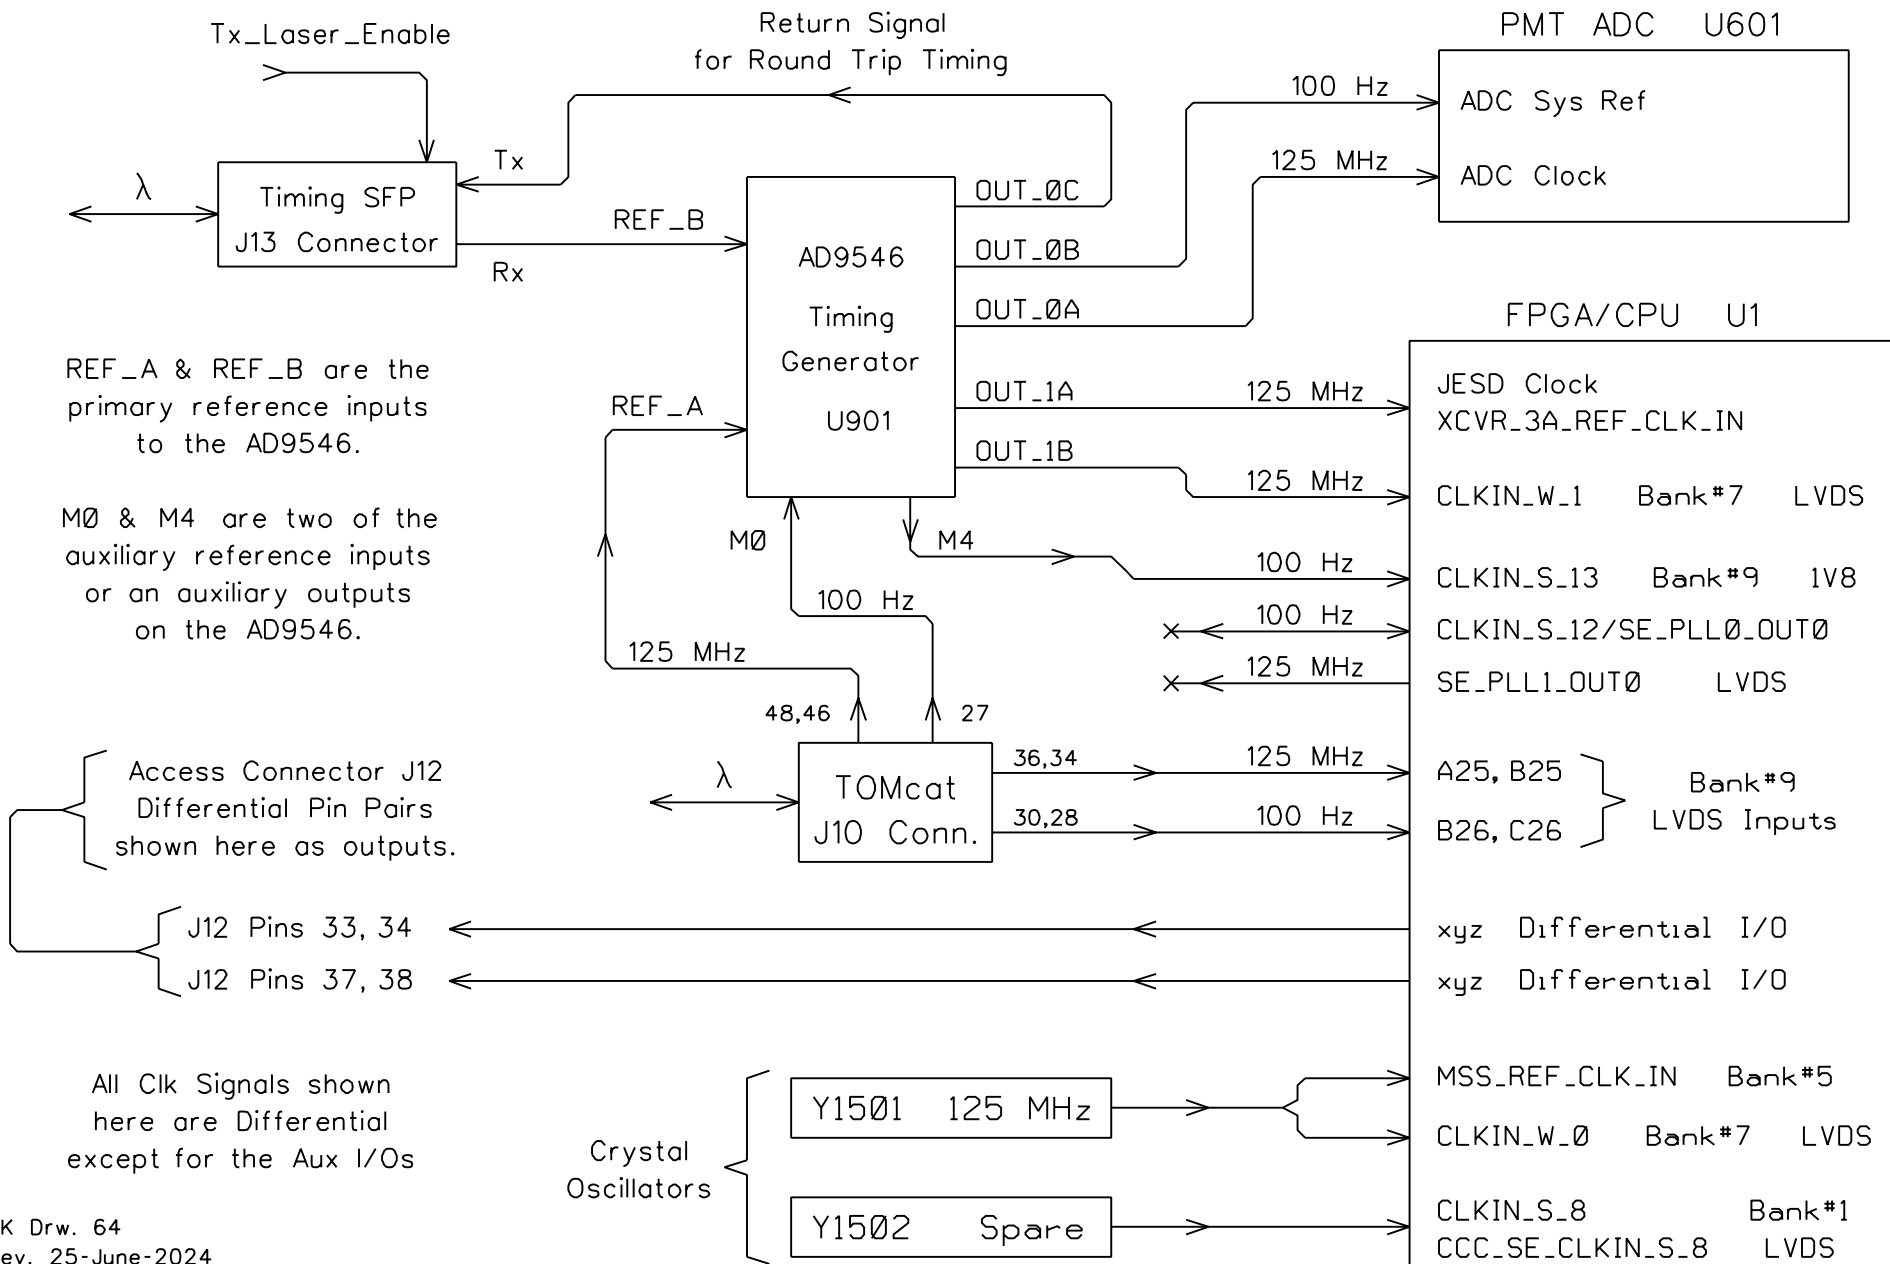 Tx_Laser_Enable
Return Signal
for Round Trip Timing
PMT ADC U601
100 Hz
ADC Sys Ref
125 MHz
ADC Clock
λ
Timing SFP
J13 Connector
Tx
REF_B
Rx
AD9546
Timing
Generator
U901
OUT_0C
OUT_0B
OUT_0A
OUT_1A
OUT_1B
REF_A
FPGA/CPU U1
REF_A & REF_B are the
primary reference inputs
to the AD9546.
M0 & M4 are two of the
auxiliary reference inputs
or an auxiliary outputs
on the AD9546.
125 MHz
JESD Clock
XCVR_3A_REF_CLK_IN
125 MHz
CLKIN_W_1 Bank#7 LVDS
M0
M4
100 Hz
CLKIN_S_13 Bank#9 1V8
100 Hz
100 Hz
CLKIN_S_12/SE_PLL0_OUT0
125 MHz
125 MHz
SE_PLL1_OUT0 LVDS
48,46
27
λ
TOMcat
J10 Conn.
36,34
125 MHz
A25, B25
30,28
100 Hz
B26, C26
Bank#9
LVDS Inputs
Access Connector J12
Differential Pin Pairs
shown here as outputs.
J12 Pins 33, 34
xyz Differential I/O
J12 Pins 37, 38
xyz Differential I/O
All Clk Signals shown
here are Differential
except for the Aux I/Os
Crystal
Oscillators
Y1501 125 MHz
MSS_REF_CLK_IN Bank#5
CLKIN_W_0 Bank#7 LVDS
Y1502 Spare
CLKIN_S_8 Bank#1
CCC_SE_CLKIN_S_8 LVDS
K Drw. 64
ev. 25-June-2024